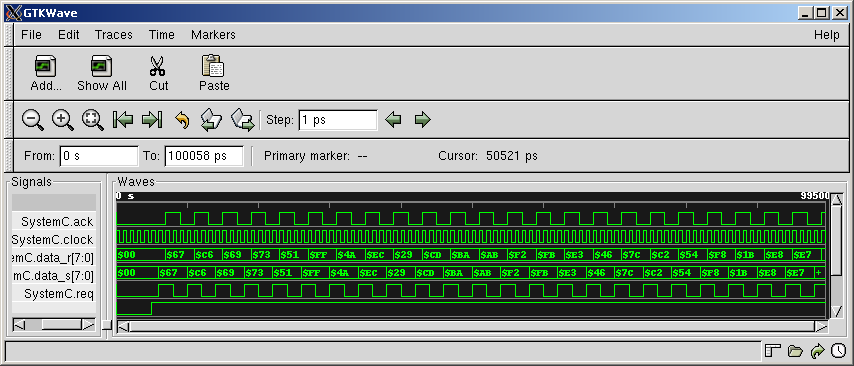 GTKWave
File Edit Traces Time Markers Help
Add... Show All Cut Paste
Step: 1 ps
From: 0 s To: 100058 ps Primary marker: -- Cursor: 50521 ps
Signals Waves
0 s 99500
SystemC.ack
SystemC.clock
emC.data_r[7:0] $00 $67 $C6 $69 $73 $51 $FF $4A $EC $29 $CD $BA $AB $F2 $FB $E3 $46 $7C $C2 $54 $F8 $1B $E8 $E7
mC.data_s[7:0] $00 $67 $C6 $69 $73 $51 $FF $4A $EC $29 $CD $BA $AB $F2 $FB $E3 $46 $7C $C2 $54 $F8 $1B $E8 $E7 +
SystemC.req